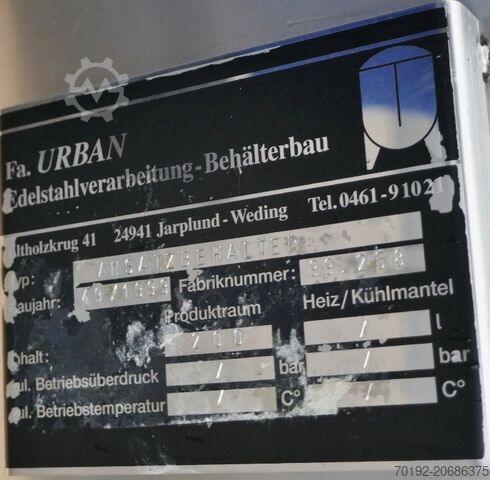 Fa. URBAN
Edelstahlverarbeitung-Behälterbau
Altholzkrug 41 24941 Jarplund-Weding Tel. 0461-91021
Typ: ANSATZBEHÄLTER
Baujahr: 1999 Fabriknummer: 99.258
Produktraum Heiz/Kühlmantel
Inhalt: 200 / l
zul. Betriebsüberdruck / bar / bar
zul. Betriebstemperatur / C° / C°
70192-20686375